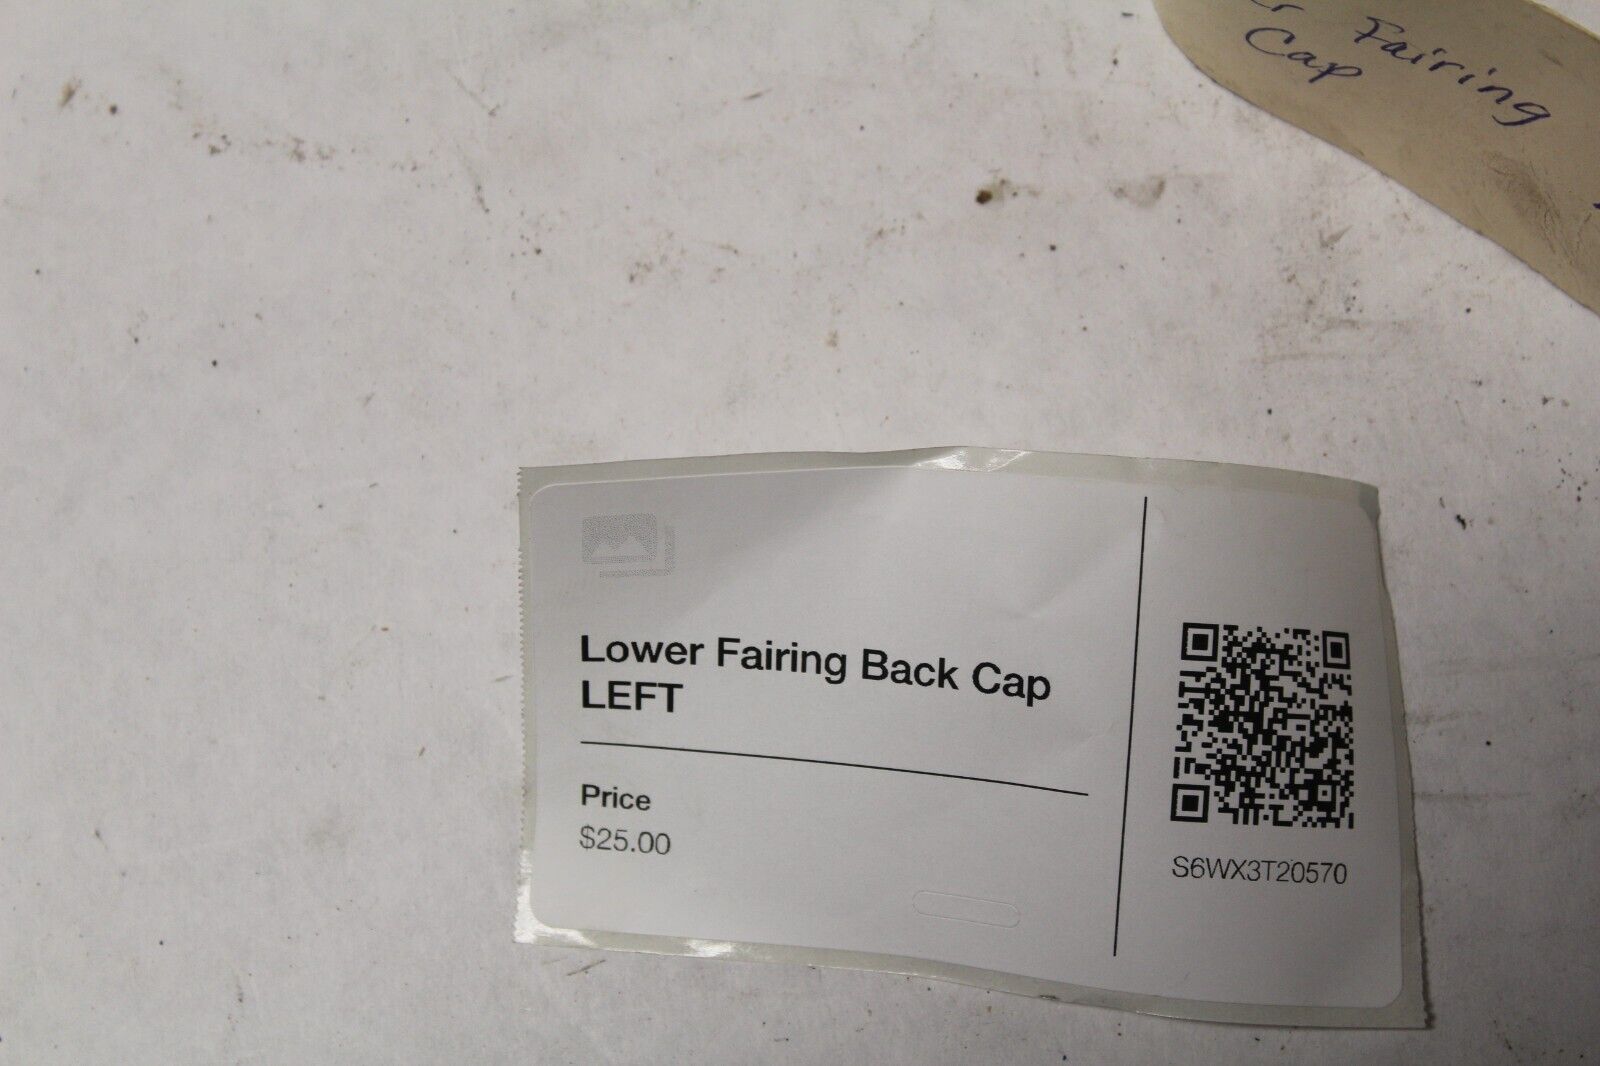 Fairing
Cap
Lower Fairing Back Cap
LEFT
Price
$25.00
S6WX3T20570